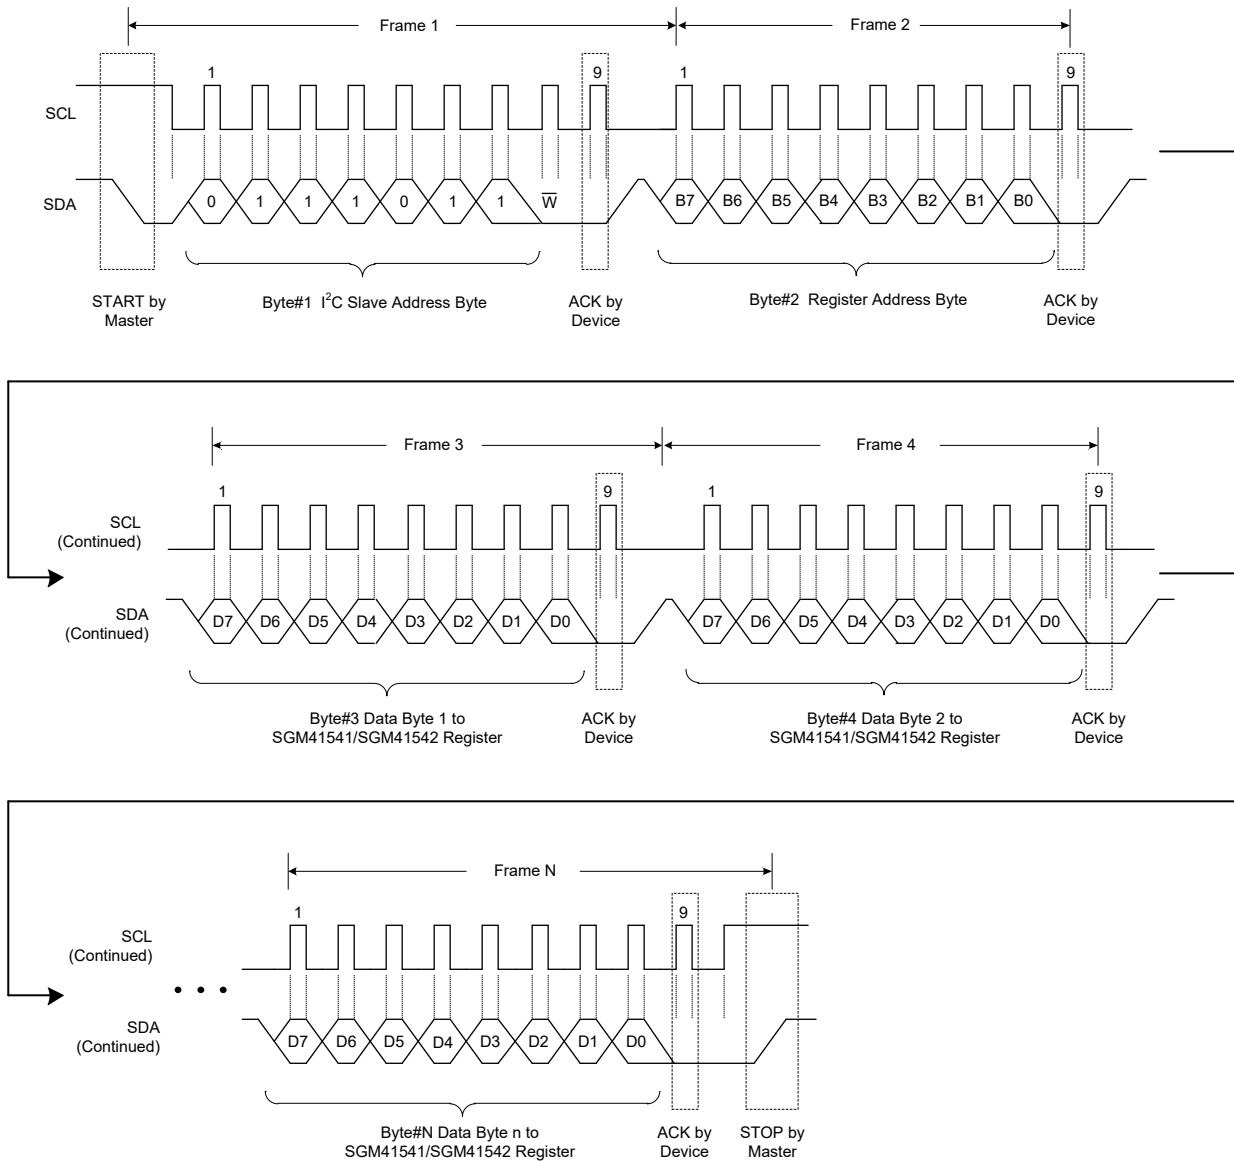 Frame 1 Frame 2
1 9 1 9
SCL
SDA 0 1 1 1 0 1 1 W̅ B7 B6 B5 B4 B3 B2 B1 B0
START by
Master
Byte#1 I²C Slave Address Byte
ACK by
Device
Byte#2 Register Address Byte
ACK by
Device
Frame 3 Frame 4
1 9 1 9
SCL
(Continued)
SDA
(Continued)
D7 D6 D5 D4 D3 D2 D1 D0 D7 D6 D5 D4 D3 D2 D1 D0
Byte#3 Data Byte 1 to
SGM41541/SGM41542 Register
ACK by
Device
Byte#4 Data Byte 2 to
SGM41541/SGM41542 Register
ACK by
Device
Frame N
1 9
SCL
(Continued)
• • •
SDA
(Continued)
D7 D6 D5 D4 D3 D2 D1 D0
Byte#N Data Byte n to
SGM41541/SGM41542 Register
ACK by
Device
STOP by
Master